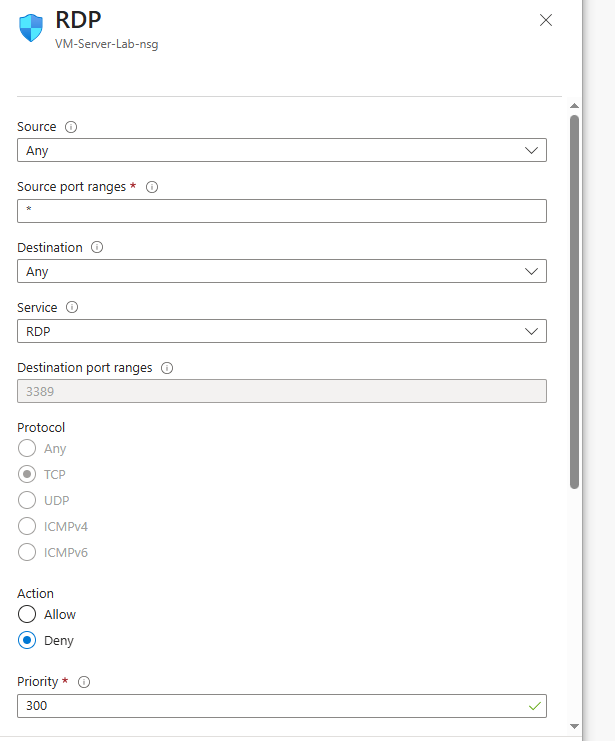 RDP
VM-Server-Lab-nsg
Source
Any
Source port ranges *
*
Destination
Any
Service
RDP
Destination port ranges
3389
Protocol
Any
TCP
UDP
ICMPv4
ICMPv6
Action
Allow
Deny
Priority *
300